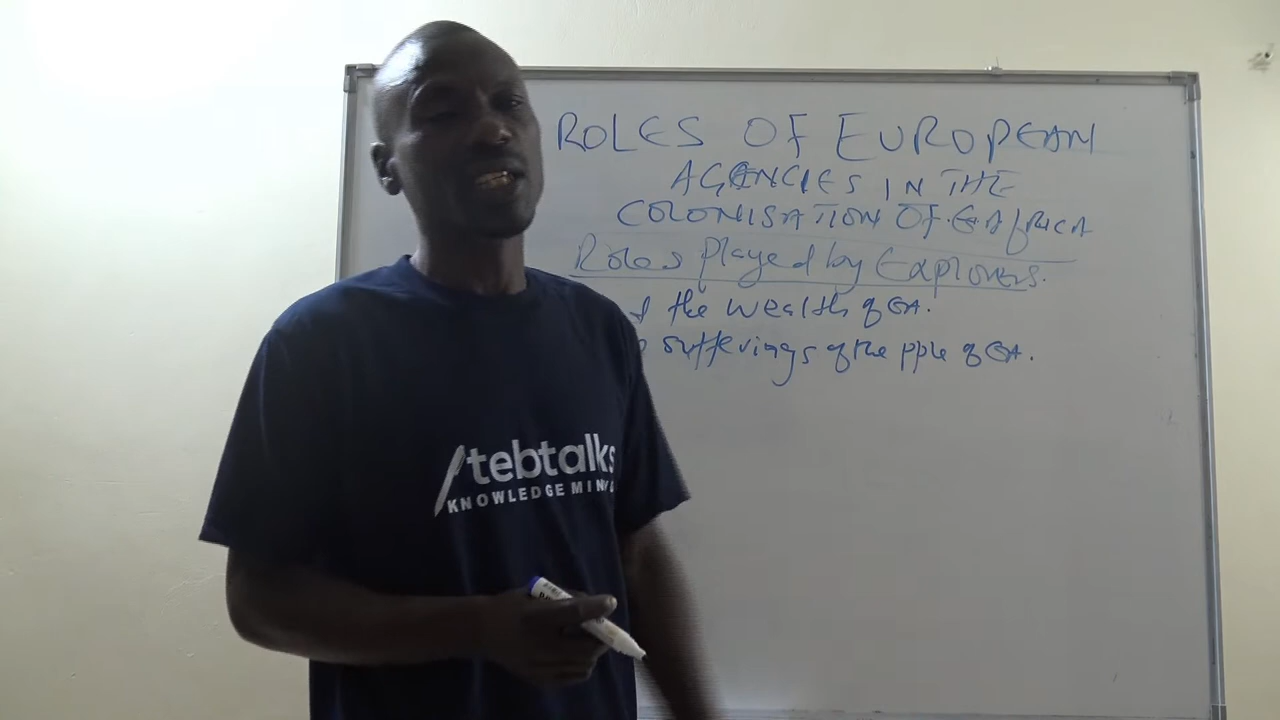 ROLES OF EUROPEAN
AGENCIES IN THE
COLONISATION OF E.Africa
Roles played by Explorers.
the wealth of EA.
sufferings of the pple of EA.
tebtalks
KNOWLEDGE